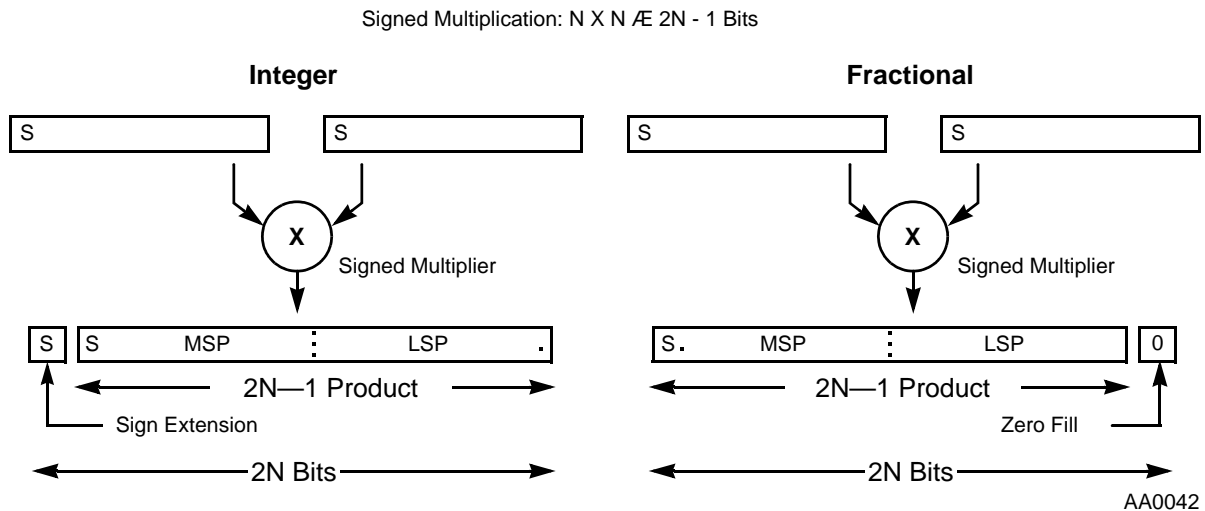 Signed Multiplication: N X N Æ 2N - 1 Bits
Integer
Fractional
S
S
S
S
X
X
Signed Multiplier
Signed Multiplier
S
S MSP LSP .
S. MSP LSP
0
2N—1 Product
2N—1 Product
Sign Extension
Zero Fill
2N Bits
2N Bits
AA0042